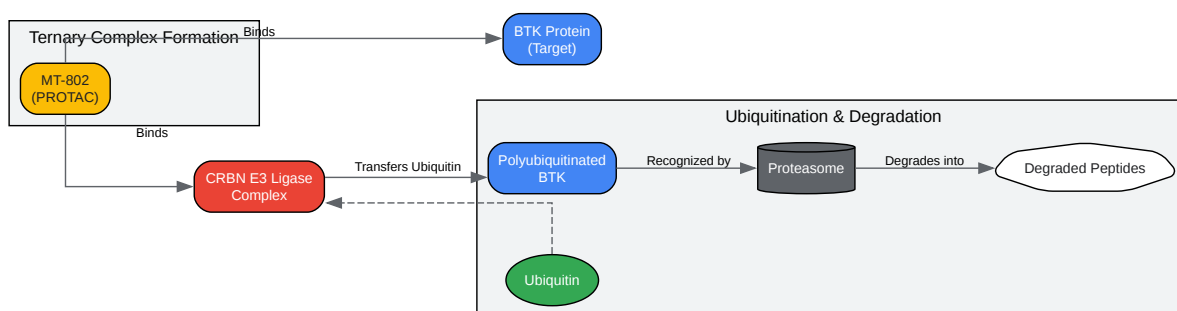 Ternary Complex Formation
Binds
BTK Protein
(Target)
MT-802
(PROTAC)
Binds
CRBN E3 Ligase
Complex
Transfers Ubiquitin
Ubiquitination & Degradation
Polyubiquitinated
BTK
Recognized by
Proteasome
Degrades into
Degraded Peptides
Ubiquitin